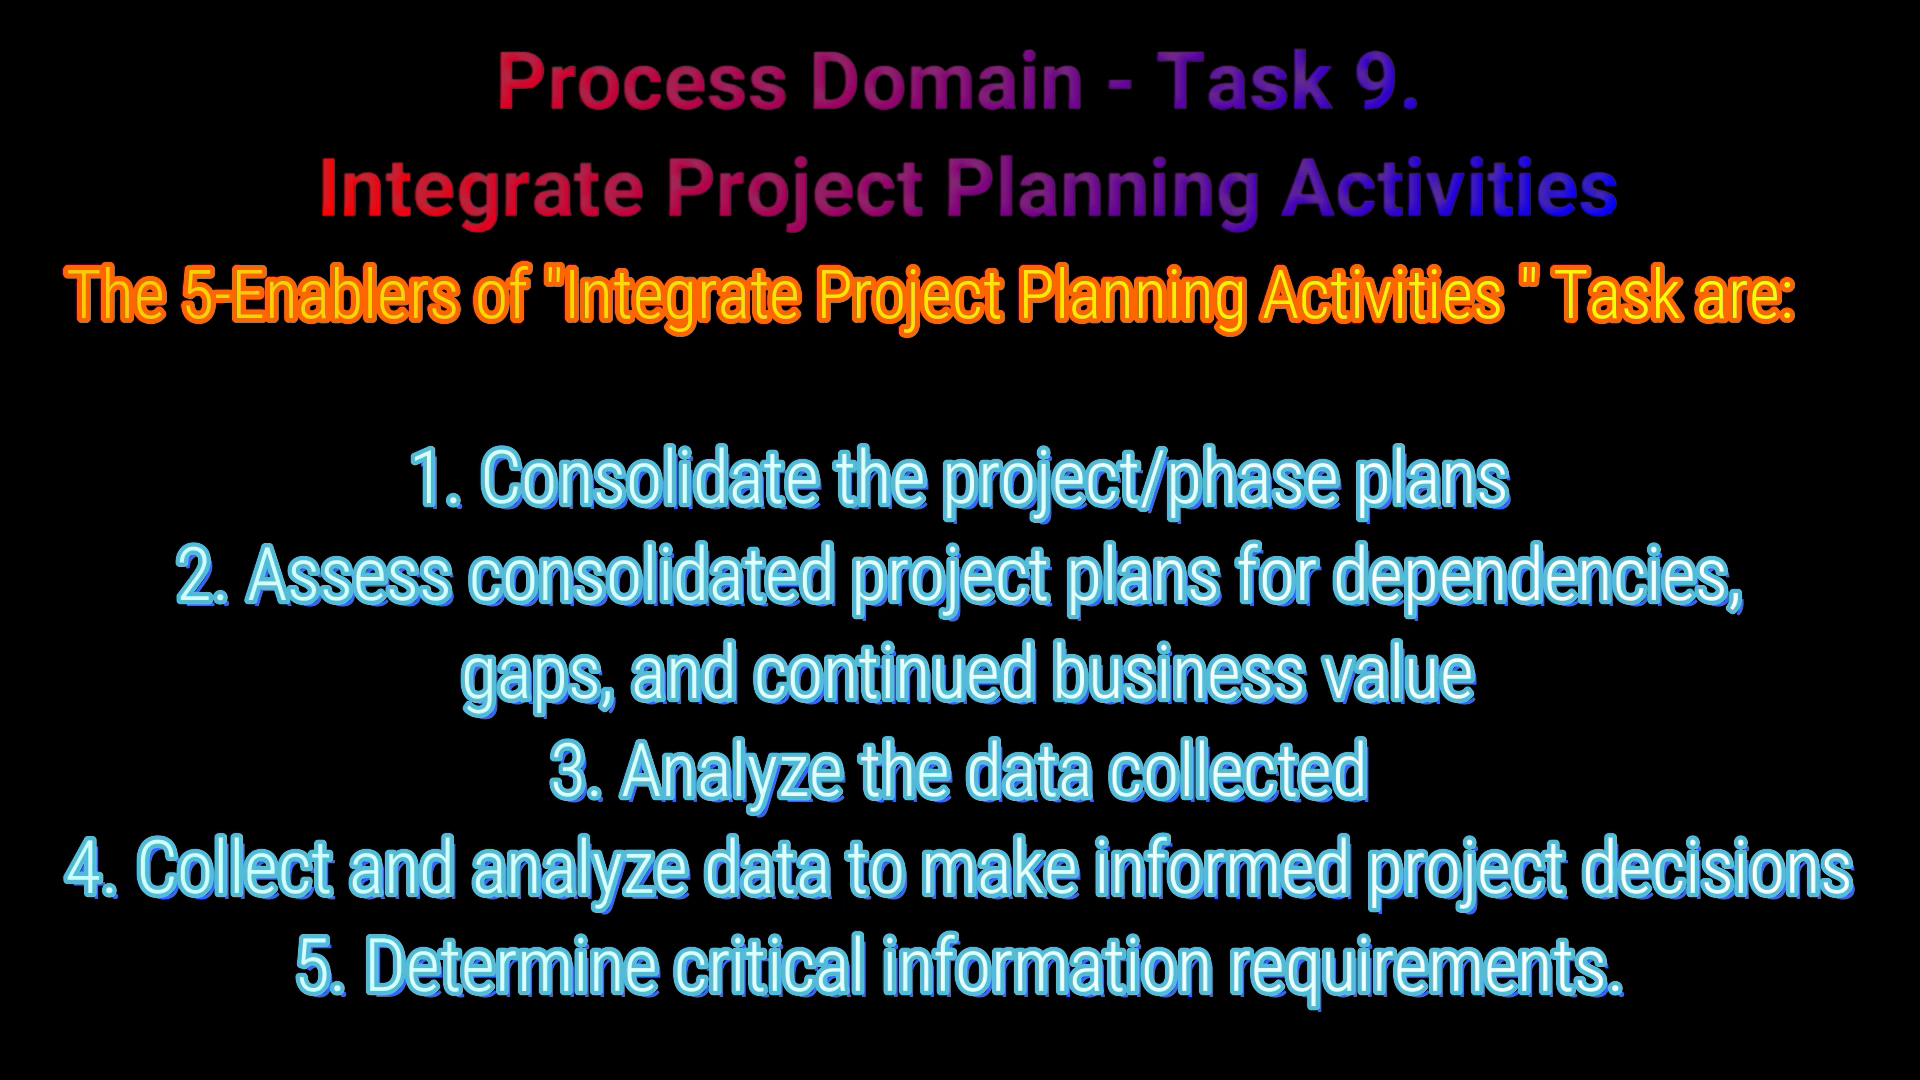 Process Domain - Task 9.
Integrate Project Planning Activities
The 5-Enablers of "Integrate Project Planning Activities " Task are:
1. Consolidate the project/phase plans
2. Assess consolidated project plans for dependencies,
gaps, and continued business value
3. Analyze the data collected
4. Collect and analyze data to make informed project decisions
5. Determine critical information requirements.